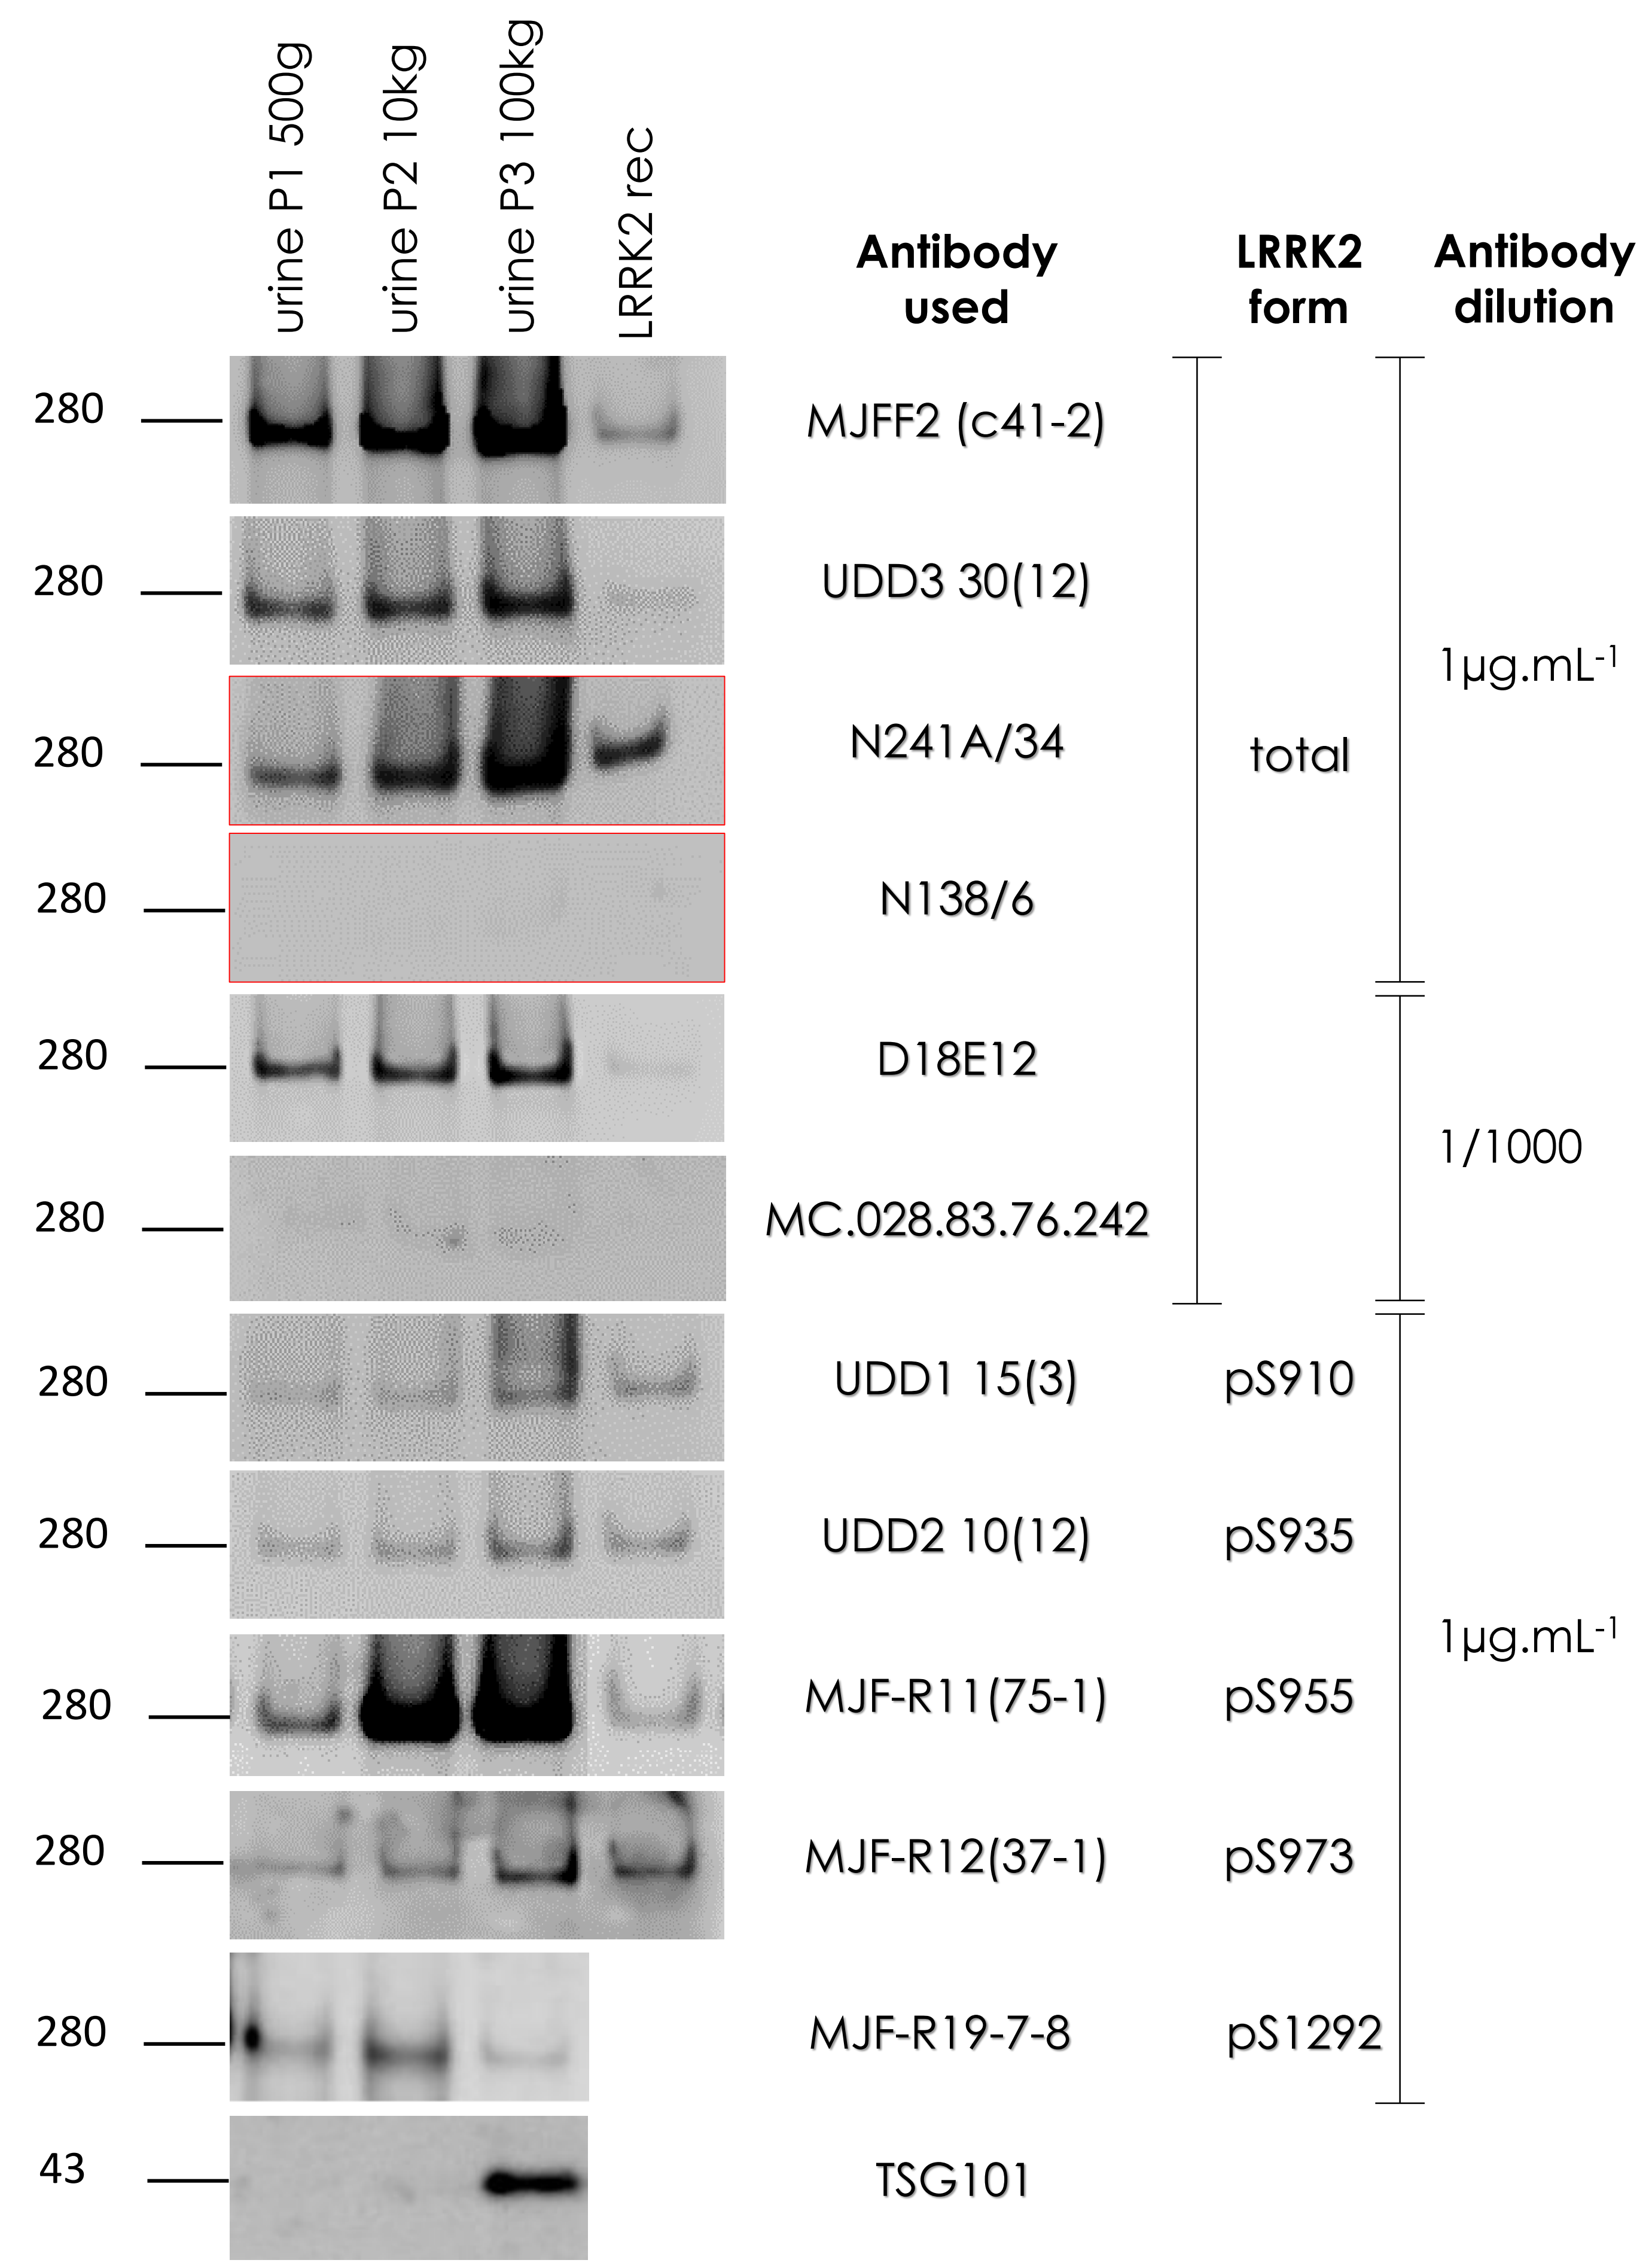 urine P1 500g
urine P2 10kg
urine P3 100kg
LRRK2 rec
Antibody used
LRRK2 form
Antibody dilution
280 MJFF2 (c41-2)
280 UDD3 30(12)
1µg.mL-1
280 N241A/34 total
280 N138/6
280 D18E12
1/1000
280 MC.028.83.76.242
280 UDD1 15(3) pS910
280 UDD2 10(12) pS935
1µg.mL-1
280 MJF-R11(75-1) pS955
280 MJF-R12(37-1) pS973
280 MJF-R19-7-8 pS1292
43 TSG101